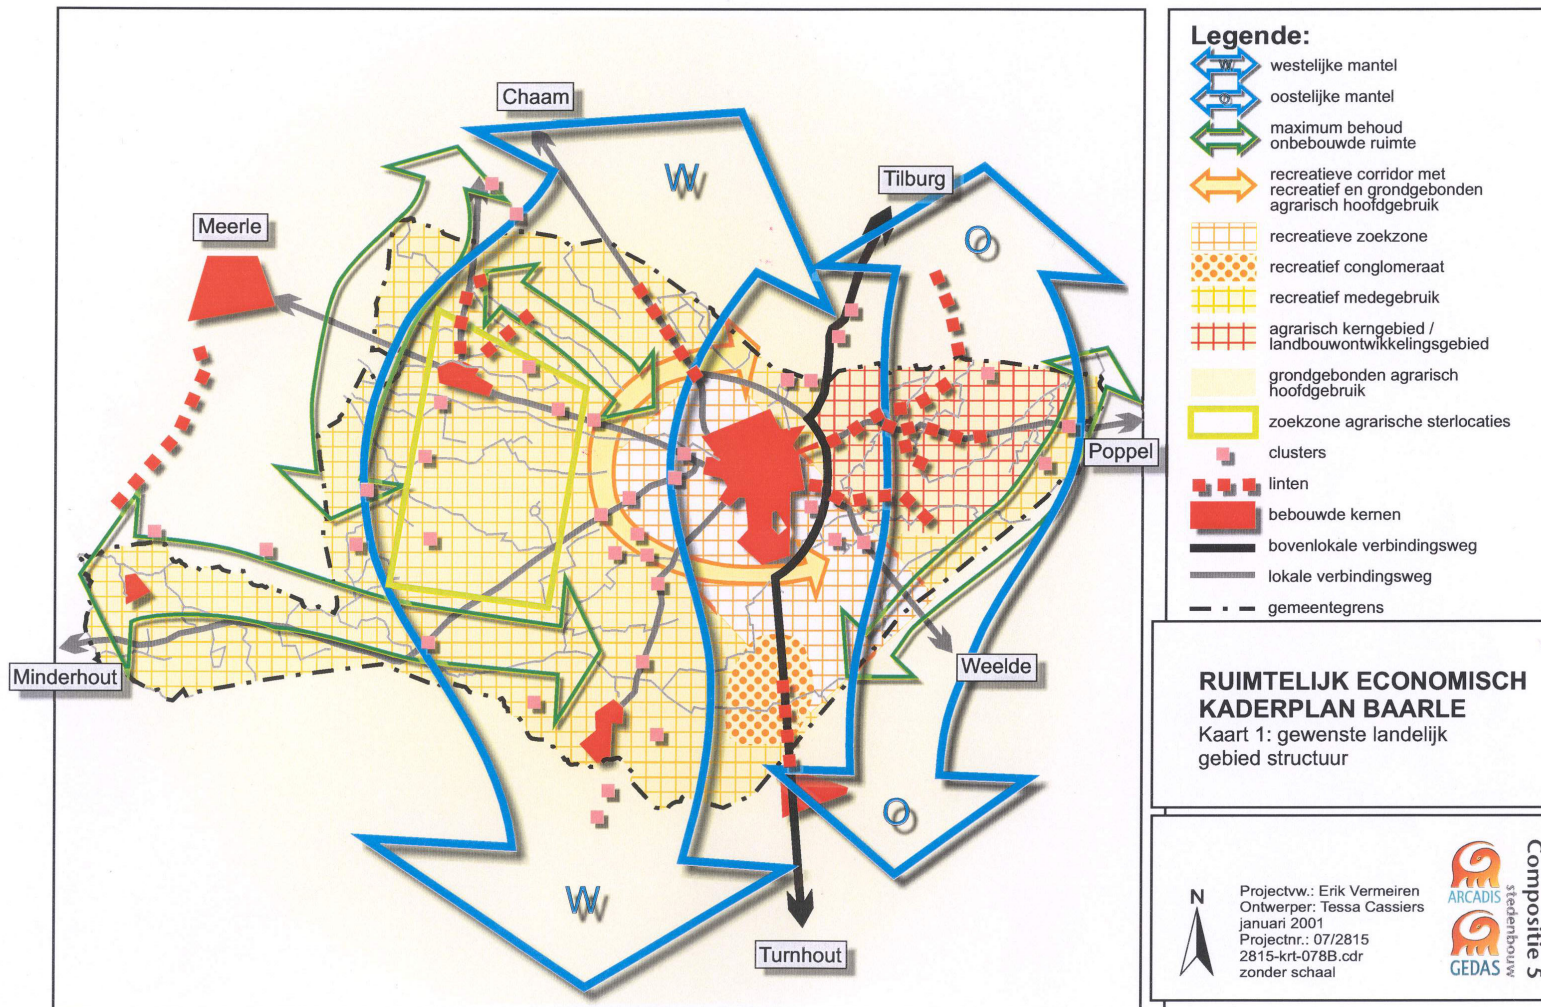 Chaam
W
Tilburg
O
Meerle
Poppel
Minderhout
Weelde
O
W
Turnhout
Legende:
W westelijke mantel
O oostelijke mantel
maximum behoud
onbebouwde ruimte
recreatieve corridor met
recreatief en grondgebonden
agrarisch hoofdgebruik
recreatieve zoekzone
recreatief conglomeraat
recreatief medegebruik
agrarisch kerngebied /
landbouwontwikkelingsgebied
grondgebonden agrarisch
hoofdgebruik
zoekzone agrarische sterlocaties
clusters
linten
bebouwde kernen
bovenlokale verbindingsweg
lokale verbindingsweg
gemeentegrens
RUIMTELIJK ECONOMISCH
KADERPLAN BAARLE
Kaart 1: gewenste landelijk
gebied structuur
N
Projectvw.: Erik Vermeiren
Ontwerper: Tessa Cassiers
januari 2001
Projectnr.: 07/2815
2815-krt-078B.cdr
zonder schaal
ARCADIS
GEDAS
Compositie 5
stedenbouw